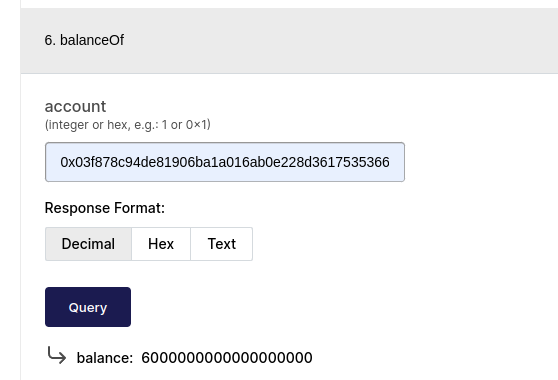 6. balanceOf
account
(integer or hex, e.g.: 1 or 0×1)
0x03f878c94de81906ba1a016ab0e228d3617535366
Response Format:
Decimal Hex Text
Query
balance: 6000000000000000000